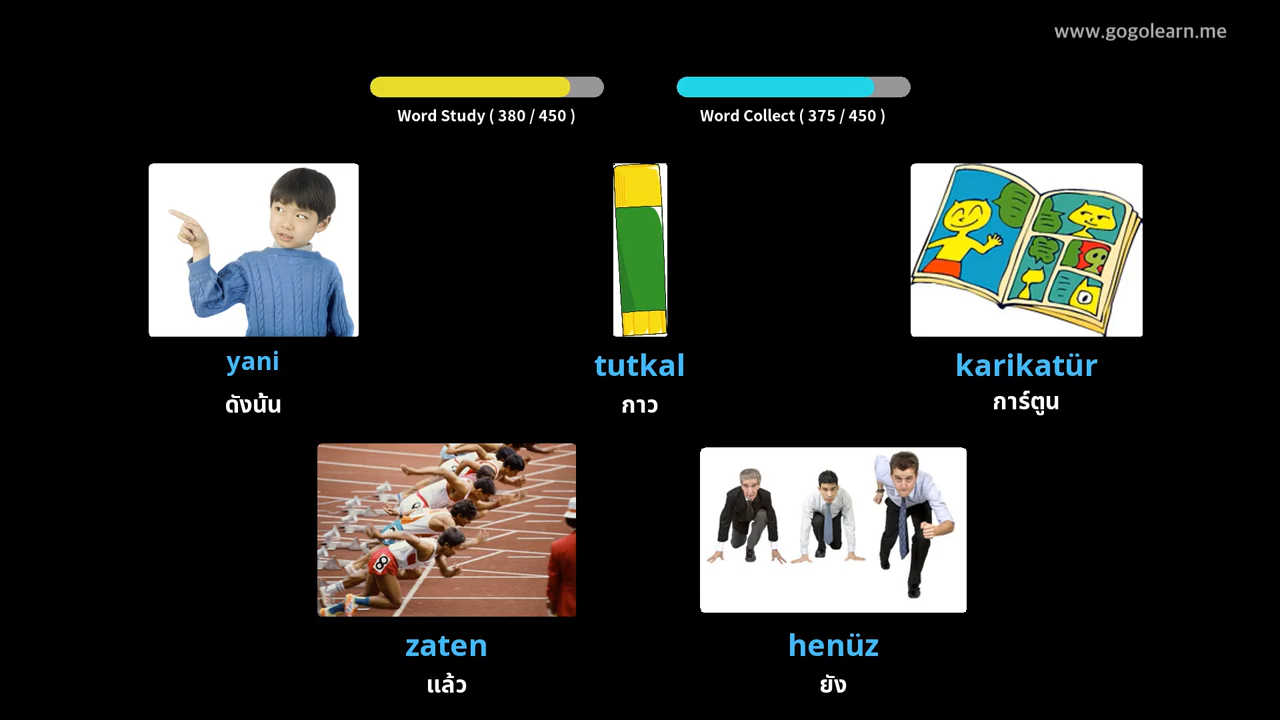 www.gogolearn.me
Word Study ( 380 / 450 )
Word Collect ( 375 / 450 )
yani
ดังนั้น
tutkal
กาว
karikatür
การ์ตูน
8
zaten
แล้ว
henüz
ยัง